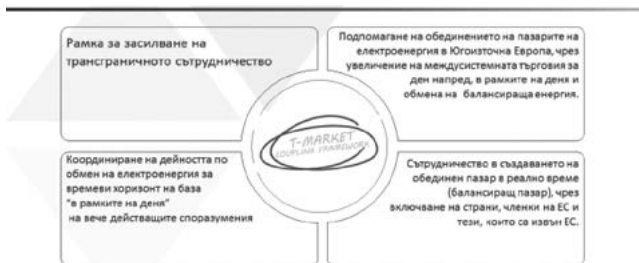 Рамка за засилване на
трансграничното сътрудничество
Подпомагане на обединението на пазарите на
електроенергия в Югоизточна Европа, чрез
увеличение на междусистемната търговия за
ден напред, в рамките на деня и
обмена на балансираща енергия.
T-MARKET
COUPLING FRAMEWORK
Координиране на дейността по
обмен на електроенергия за
времеви хоризонт на база
"в рамките на деня"
на вече действащите споразумения
Сътрудничество в създаването на
обединен пазар в реално време
(балансиращ пазар), чрез
включване на страни, членки на ЕС и
тези, които са извън ЕС.